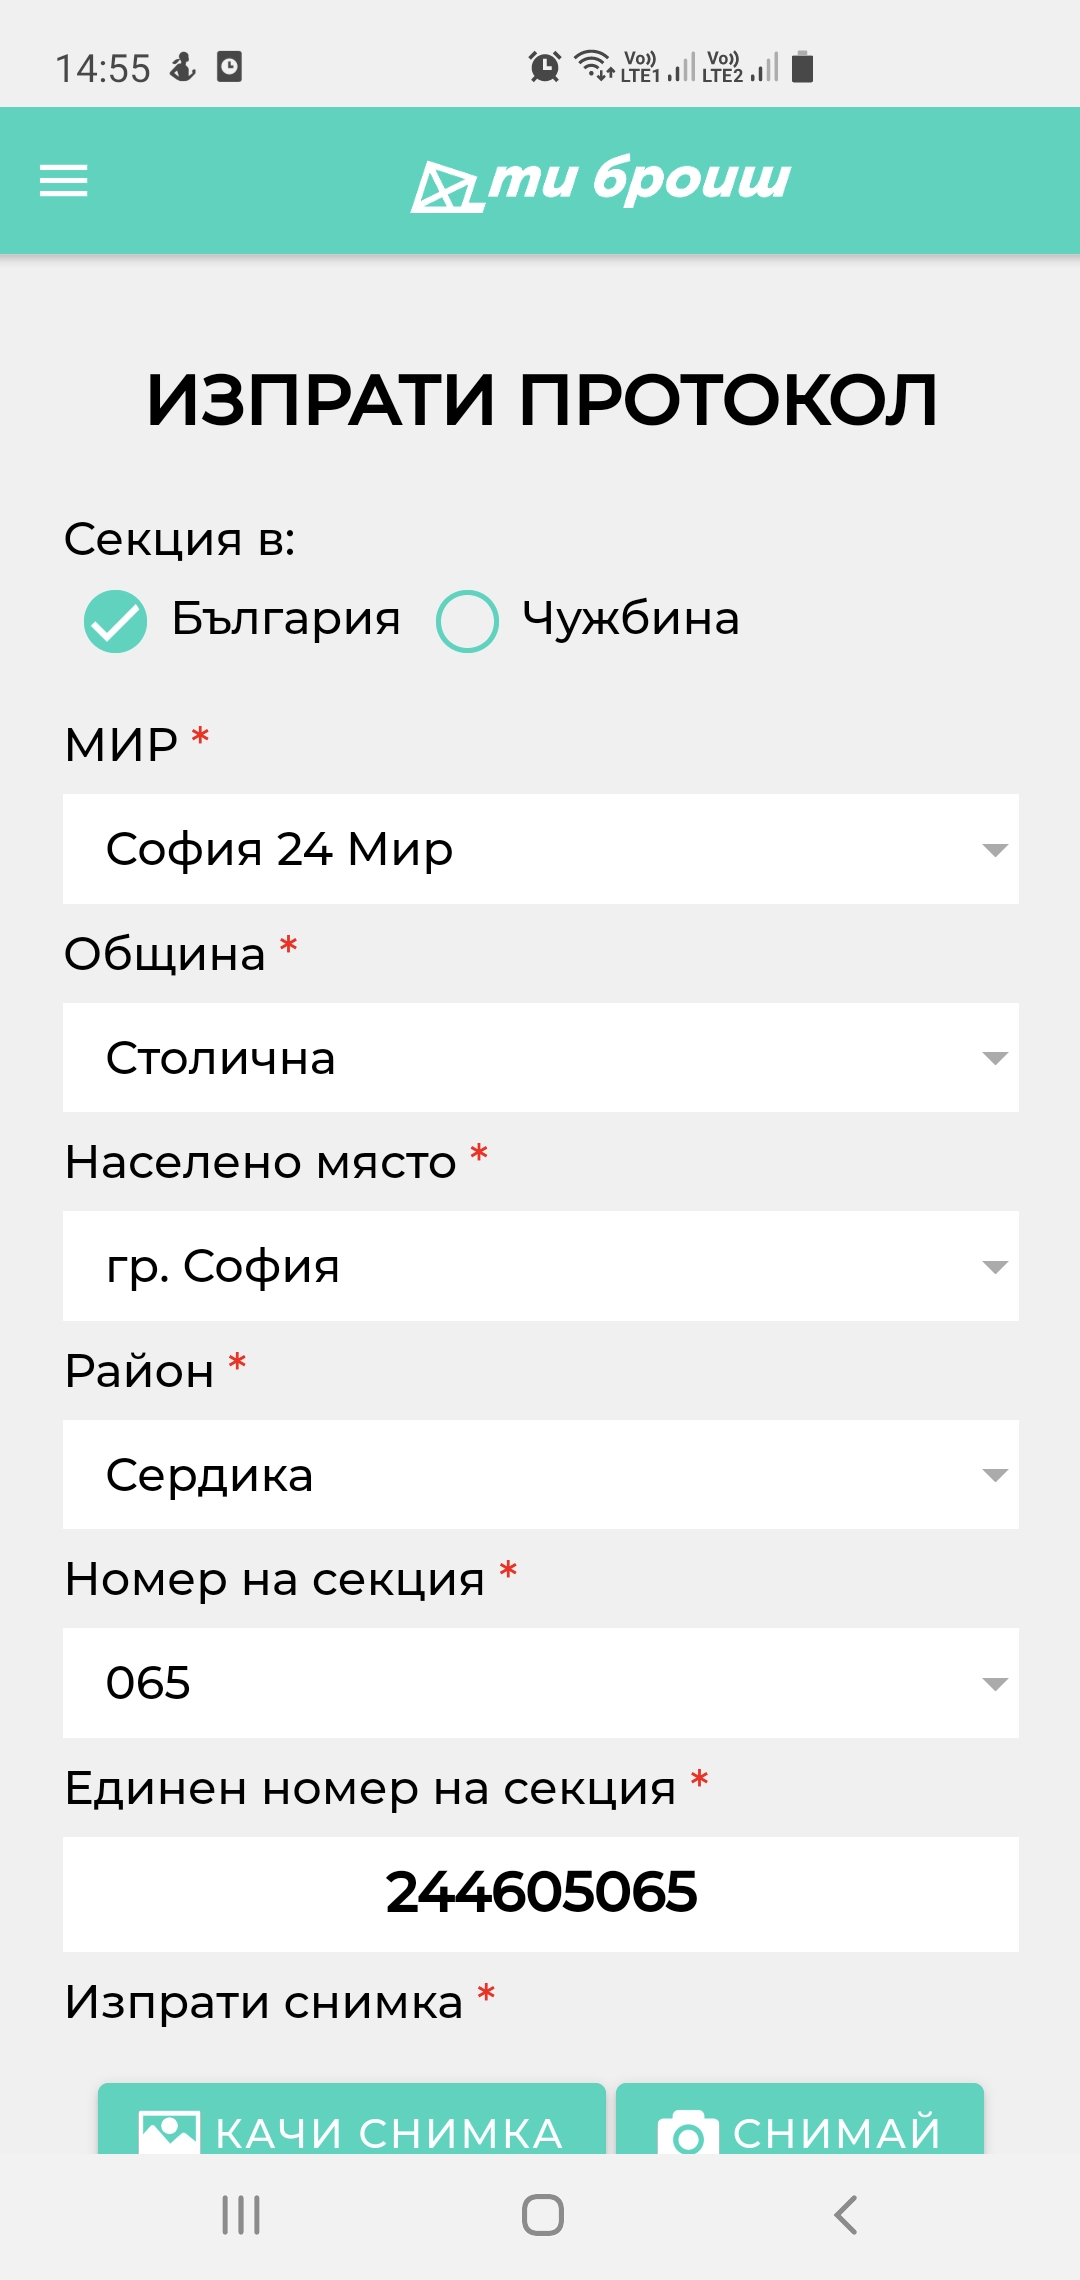 14:55 Vo)) LTE1 Vo)) LTE2
ти броиш
ИЗПРАТИ ПРОТОКОЛ
Секция в:
България Чужбина
МИР *
София 24 Мир
Община *
Столична
Населено място *
гр. София
Район *
Сердика
Номер на секция *
065
Единен номер на секция *
244605065
Изпрати снимка *
КАЧИ СНИМКА СНИМАЙ